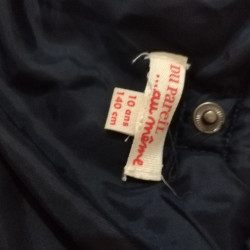 DU PAREIL
...au même
10 ans
140 cm